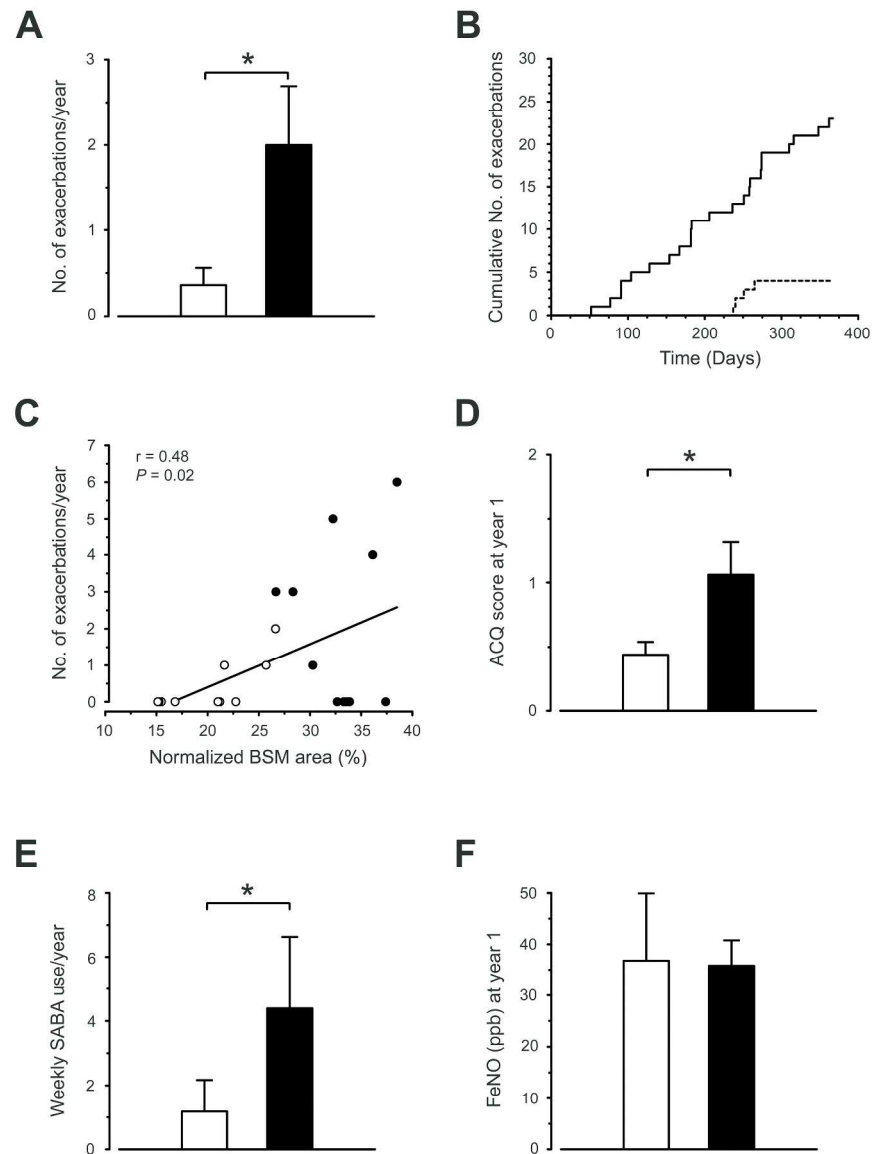 A
No. of exacerbations/year
3
2
1
0
*
B
Cumulative No. of exacerbations
30
25
20
15
10
5
0
0 100 200 300 400
Time (Days)
C
No. of exacerbations/year
7
6
5
4
3
2
1
0
r = 0.48
P = 0.02
10 15 20 25 30 35 40
Normalized BSM area (%)
D
ACQ score at year 1
2
1
0
*
E
Weekly SABA use/year
8
6
4
2
0
*
F
FeNO (ppb) at year 1
50
40
30
20
10
0